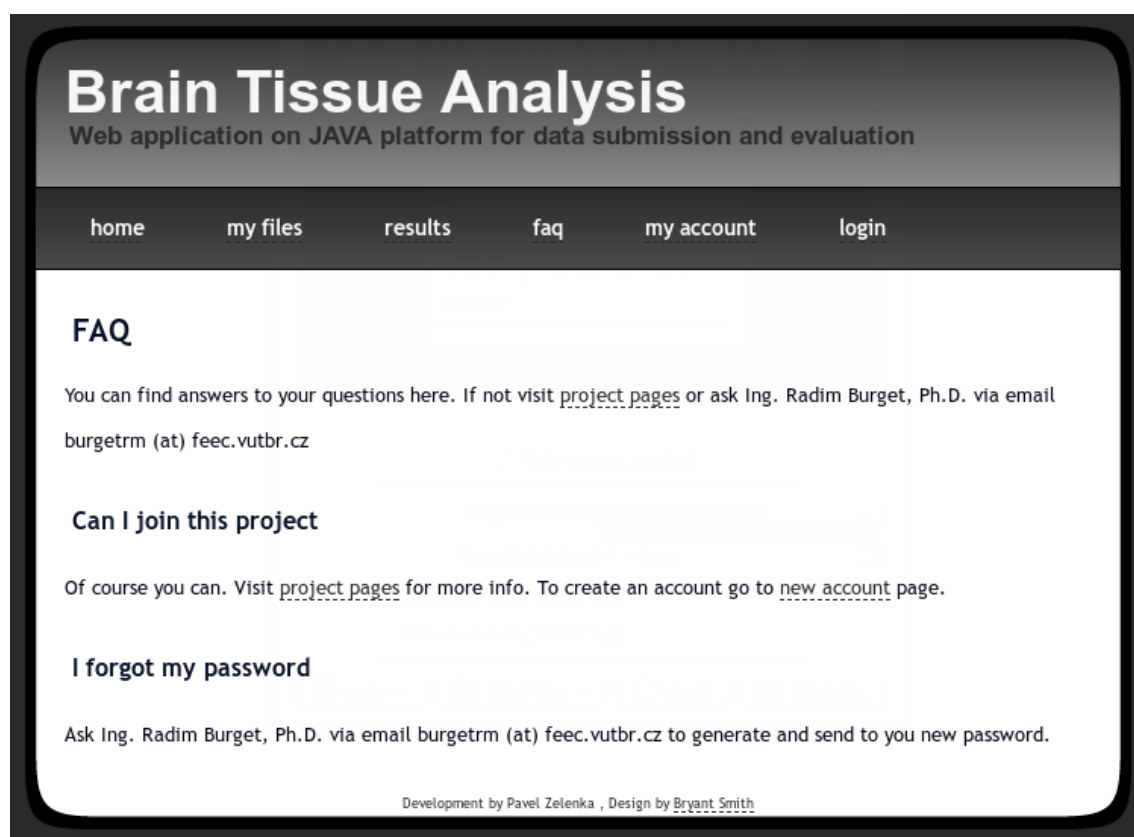 Brain Tissue Analysis
Web application on JAVA platform for data submission and evaluation
home my files results faq my account login
FAQ
You can find answers to your questions here. If not visit project pages or ask Ing. Radim Burget, Ph.D. via email
burgetrm (at) feec.vutbr.cz
Can I join this project
Of course you can. Visit project pages for more info. To create an account go to new account page.
I forgot my password
Ask Ing. Radim Burget, Ph.D. via email burgetrm (at) feec.vutbr.cz to generate and send to you new password.
Development by Pavel Zelenka , Design by Bryant Smith